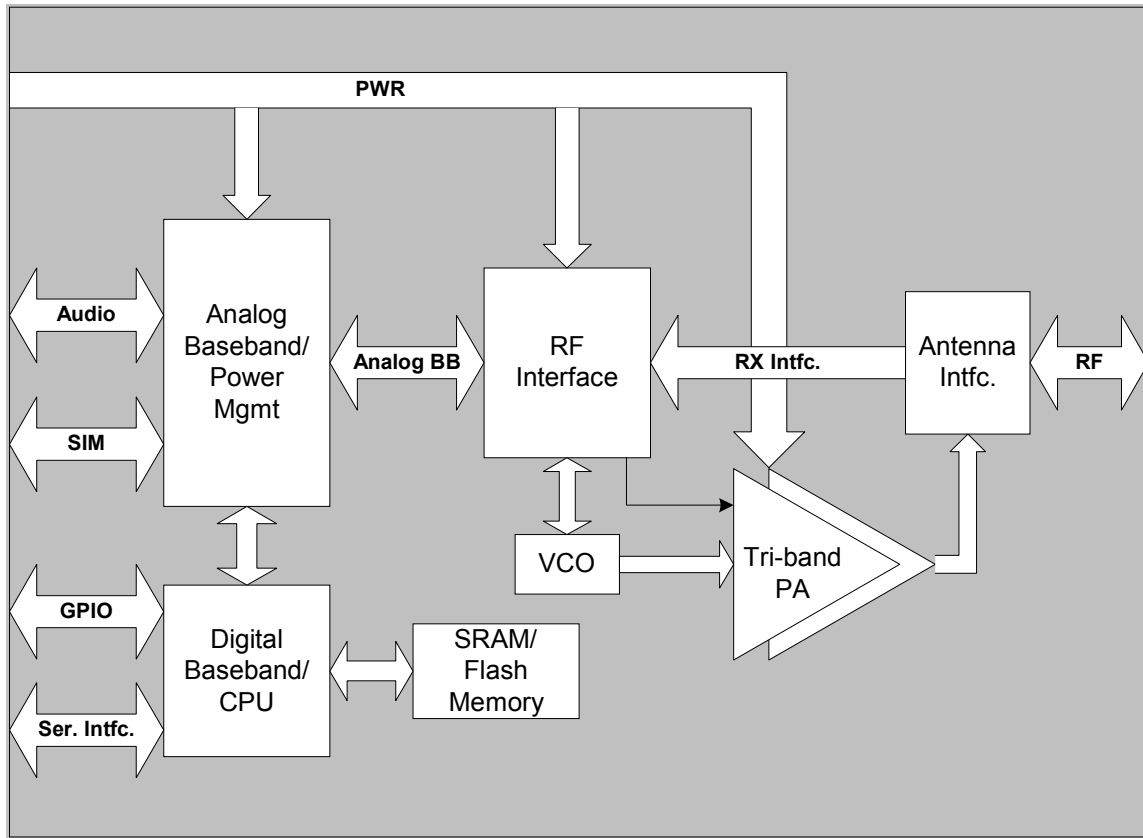 PWR
Audio
Analog
Baseband/
Power
Mgmt
Analog BB
RF
Interface
RX Intfc.
Antenna
Intfc.
RF
SIM
VCO
Tri-band
PA
GPIO
Digital
Baseband/
CPU
SRAM/
Flash
Memory
Ser. Intfc.